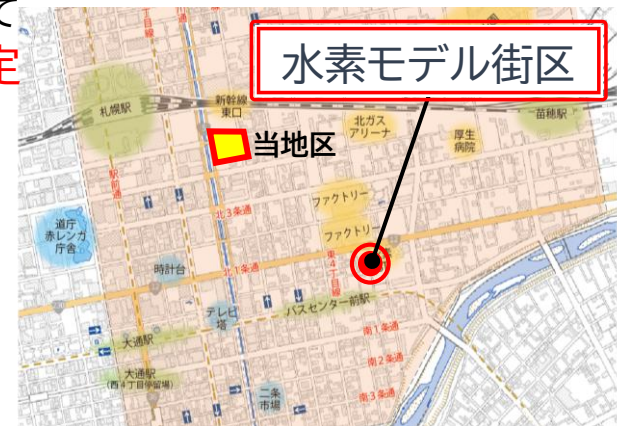 て
定
水素モデル街区
札幌駅
新幹線
東口
当地区
北ガス
アリーナ
厚生
病院
苗穂駅
駅前通
ファクトリー
北3条通
ファクトリー
道庁
赤レンガ
庁舎
時計台
北1条通
東4丁目線
テレビ
塔
バスセンター前駅
大通駅
南1条通
大通駅
(西4丁目停留場)
南2条通
二条
市場
南3条通